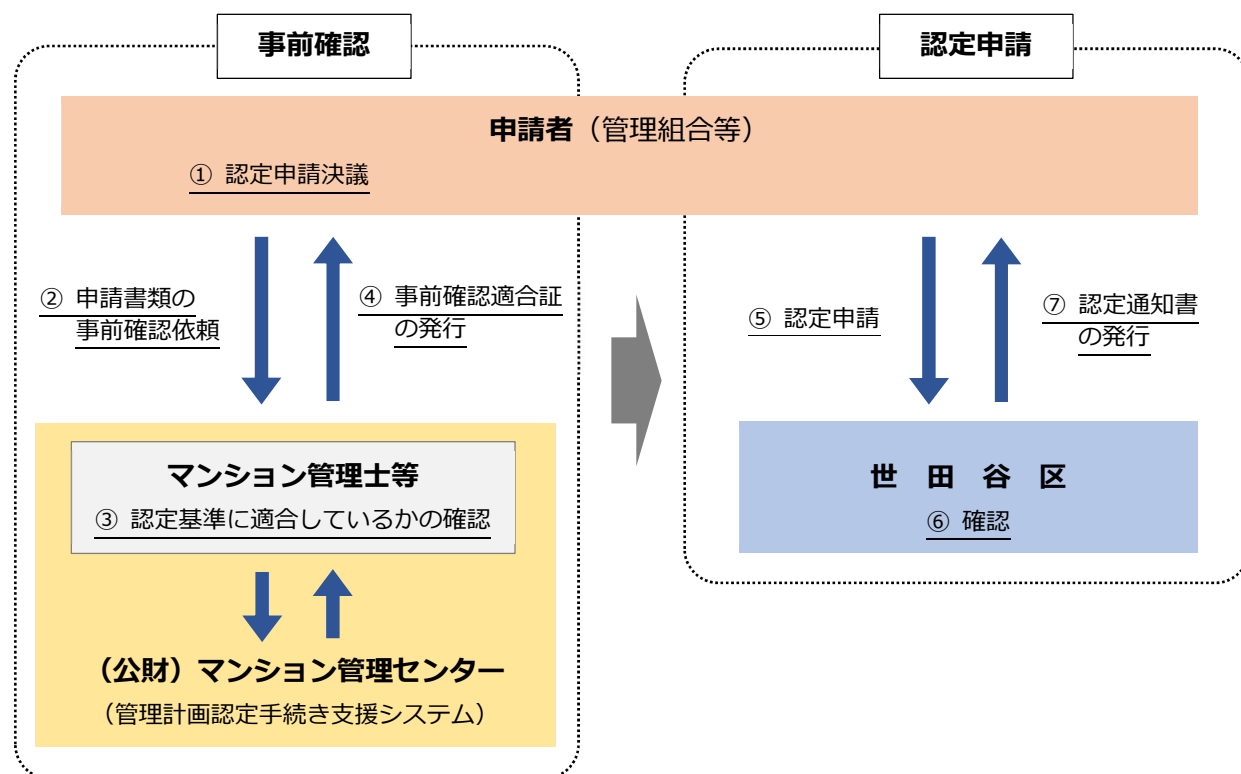 事前確認
認定申請
申請者（管理組合等）
① 認定申請決議
② 申請書類の
事前確認依頼
④ 事前確認適合証
の発行
⑤ 認定申請
⑦ 認定通知書
の発行
マンション管理士等
③ 認定基準に適合しているかの確認
（公財）マンション管理センター
（管理計画認定手続き支援システム）
世 田 谷 区
⑥ 確認